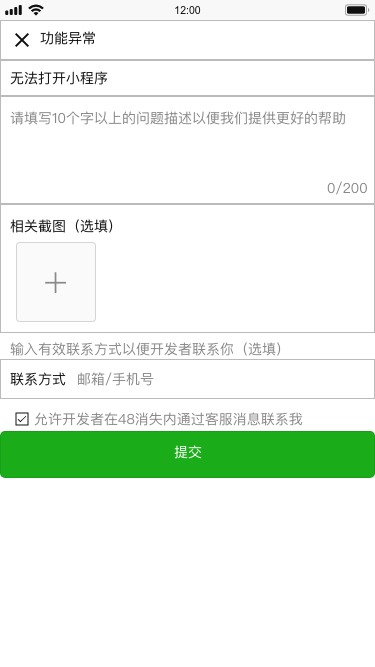 12:00
功能异常
无法打开小程序
请填写10个字以上的问题描述以便我们提供更好的帮助
0/200
相关截图（选填）
输入有效联系方式以便开发者联系你（选填）
联系方式 邮箱/手机号
允许开发者在48消失内通过客服消息联系我
提交